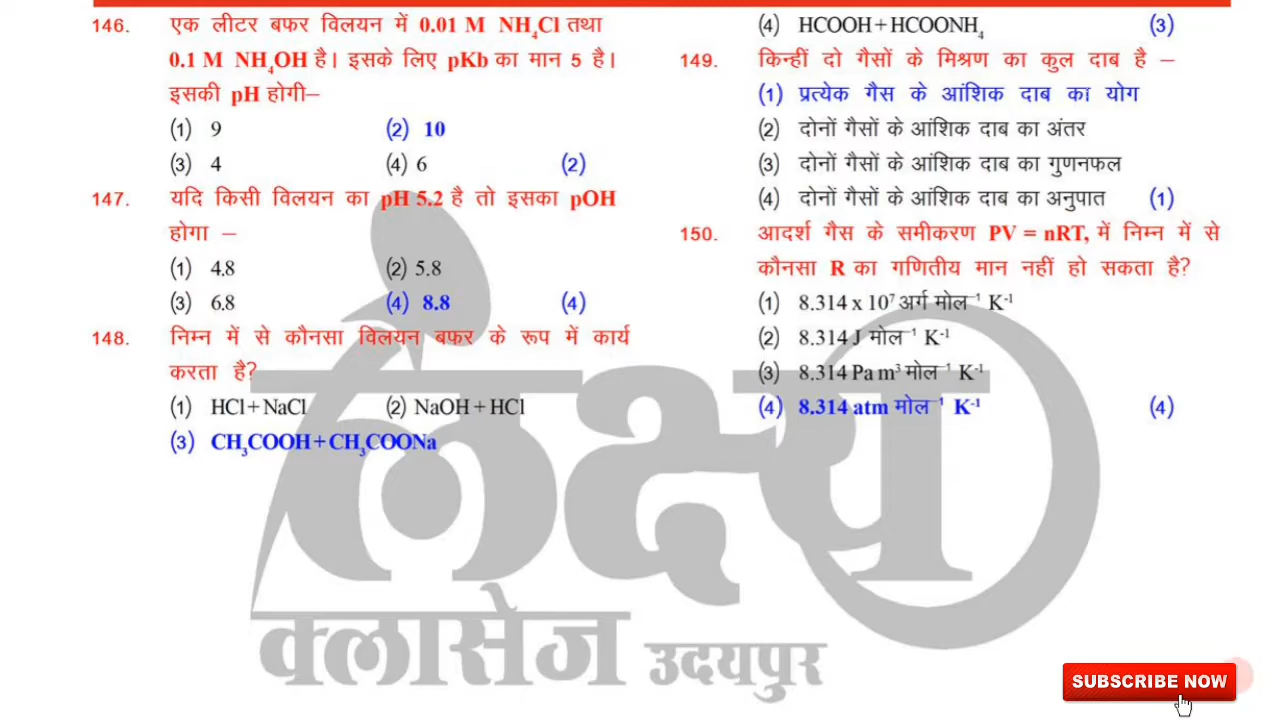 146. एक लीटर बफर विलयन में 0.01 M NH₄Cl तथा
0.1 M NH₄OH है। इसके लिए pKb का मान 5 है।
इसकी pH होगी–
(1) 9 (2) 10
(3) 4 (4) 6 (2)
147. यदि किसी विलयन का pH 5.2 है तो इसका pOH
होगा –
(1) 4.8 (2) 5.8
(3) 6.8 (4) 8.8 (4)
148. निम्न में से कौनसा विलयन बफर के रूप में कार्य
करता है?
(1) HCl + NaCl (2) NaOH + HCl
(3) CH₃COOH + CH₃COONa
(4) HCOOH + HCOONH₄ (3)
149. किन्हीं दो गैसों के मिश्रण का कुल दाब है –
(1) प्रत्येक गैस के आंशिक दाब का योग
(2) दोनों गैसों के आंशिक दाब का अंतर
(3) दोनों गैसों के आंशिक दाब का गुणनफल
(4) दोनों गैसों के आंशिक दाब का अनुपात (1)
150. आदर्श गैस के समीकरण PV = nRT, में निम्न में से
कौनसा R का गणितीय मान नहीं हो सकता है?
(1) 8.314 x 10⁷ अर्ग मोल⁻¹ K⁻¹
(2) 8.314 J मोल⁻¹ K⁻¹
(3) 8.314 Pa m³ मोल⁻¹ K⁻¹
(4) 8.314 atm मोल⁻¹ K⁻¹ (4)
लक्ष्य
क्लासेज उदयपुर
SUBSCRIBE NOW